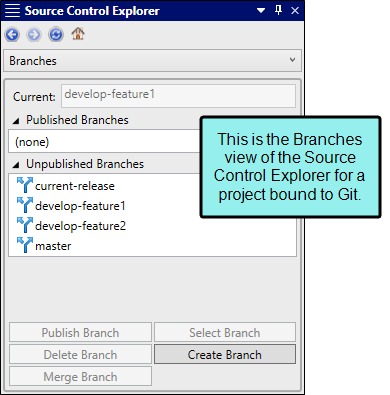 Source Control Explorer
Branches
Current: develop-feature1
Published Branches
(none)
Unpublished Branches
current-release
develop-feature1
develop-feature2
master
This is the Branches
view of the Source
Control Explorer for a
project bound to Git.
Publish Branch Select Branch
Delete Branch Create Branch
Merge Branch